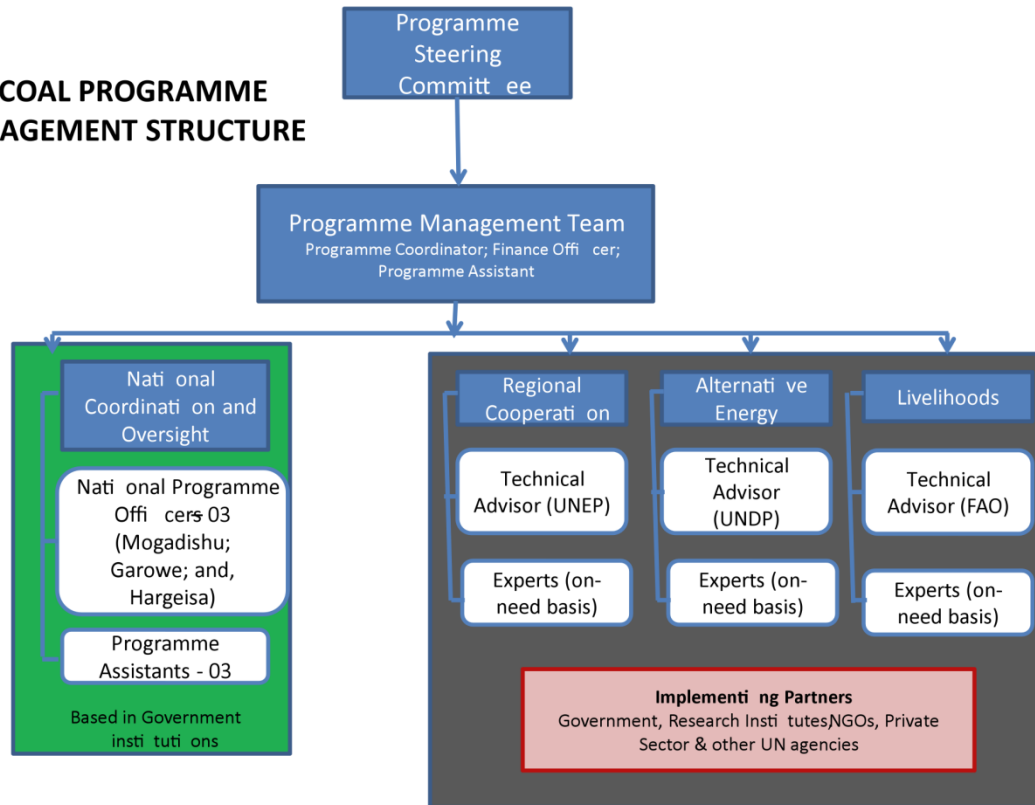 Programme
Steering
Committ ee
COAL PROGRAMME
AGEMENT STRUCTURE
Programme Management Team
Programme Coordinator; Finance Offi cer;
Programme Assistant
Nati onal
Coordinati on and
Oversight
Nati onal Programme
Offi cers- 03
(Mogadishu;
Garowe; and,
Hargeisa)
Programme
Assistants - 03
Based in Government
insti tuti ons
Regional
Cooperati on
Technical
Advisor (UNEP)
Experts (on-
need basis)
Alternati ve
Energy
Technical
Advisor
(UNDP)
Experts (on-
need basis)
Livelihoods
Technical
Advisor (FAO)
Experts (on-
need basis)
Implementi ng Partners
Government, Research Insti tutes,NGOs, Private
Sector & other UN agencies